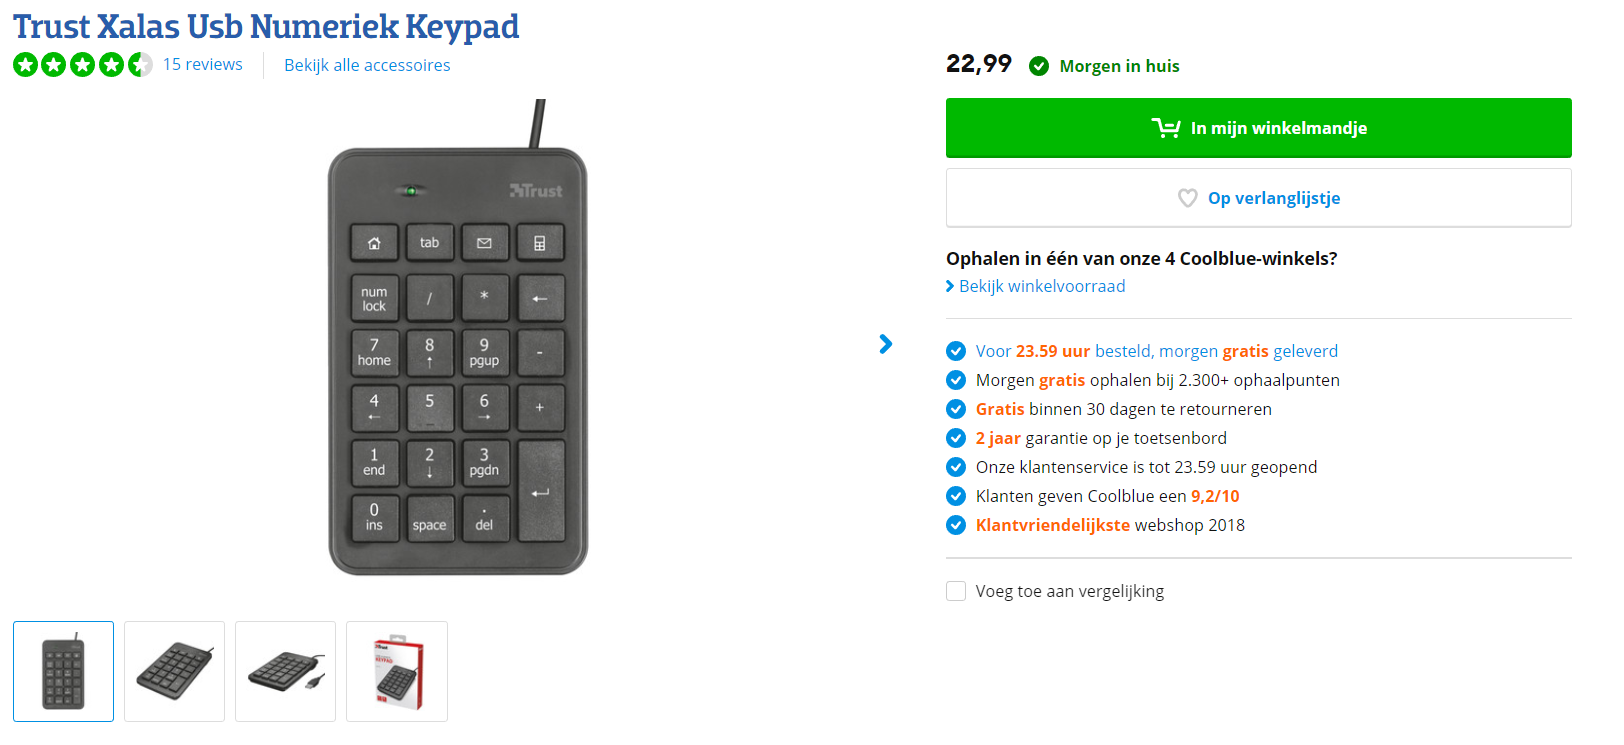 Trust Xalas Usb Numeriek Keypad
15 reviews
Bekijk alle accessoires
Trust
tab
num
lock
/
*
←
7
home
8
↑
9
pgup
-
4
←
5
6
→
+
1
end
2
↓
3
pgdn
0
ins
space
.
del
Trust
KEYPAD
22,99
Morgen in huis
In mijn winkelmandje
Op verlanglijstje
Ophalen in één van onze 4 Coolblue-winkels?
Bekijk winkelvoorraad
Voor 23.59 uur besteld, morgen gratis geleverd
Morgen gratis ophalen bij 2.300+ ophaalpunten
Gratis binnen 30 dagen te retourneren
2 jaar garantie op je toetsenbord
Onze klantenservice is tot 23.59 uur geopend
Klanten geven Coolblue een 9,2/10
Klantvriendelijkste webshop 2018
Voeg toe aan vergelijking